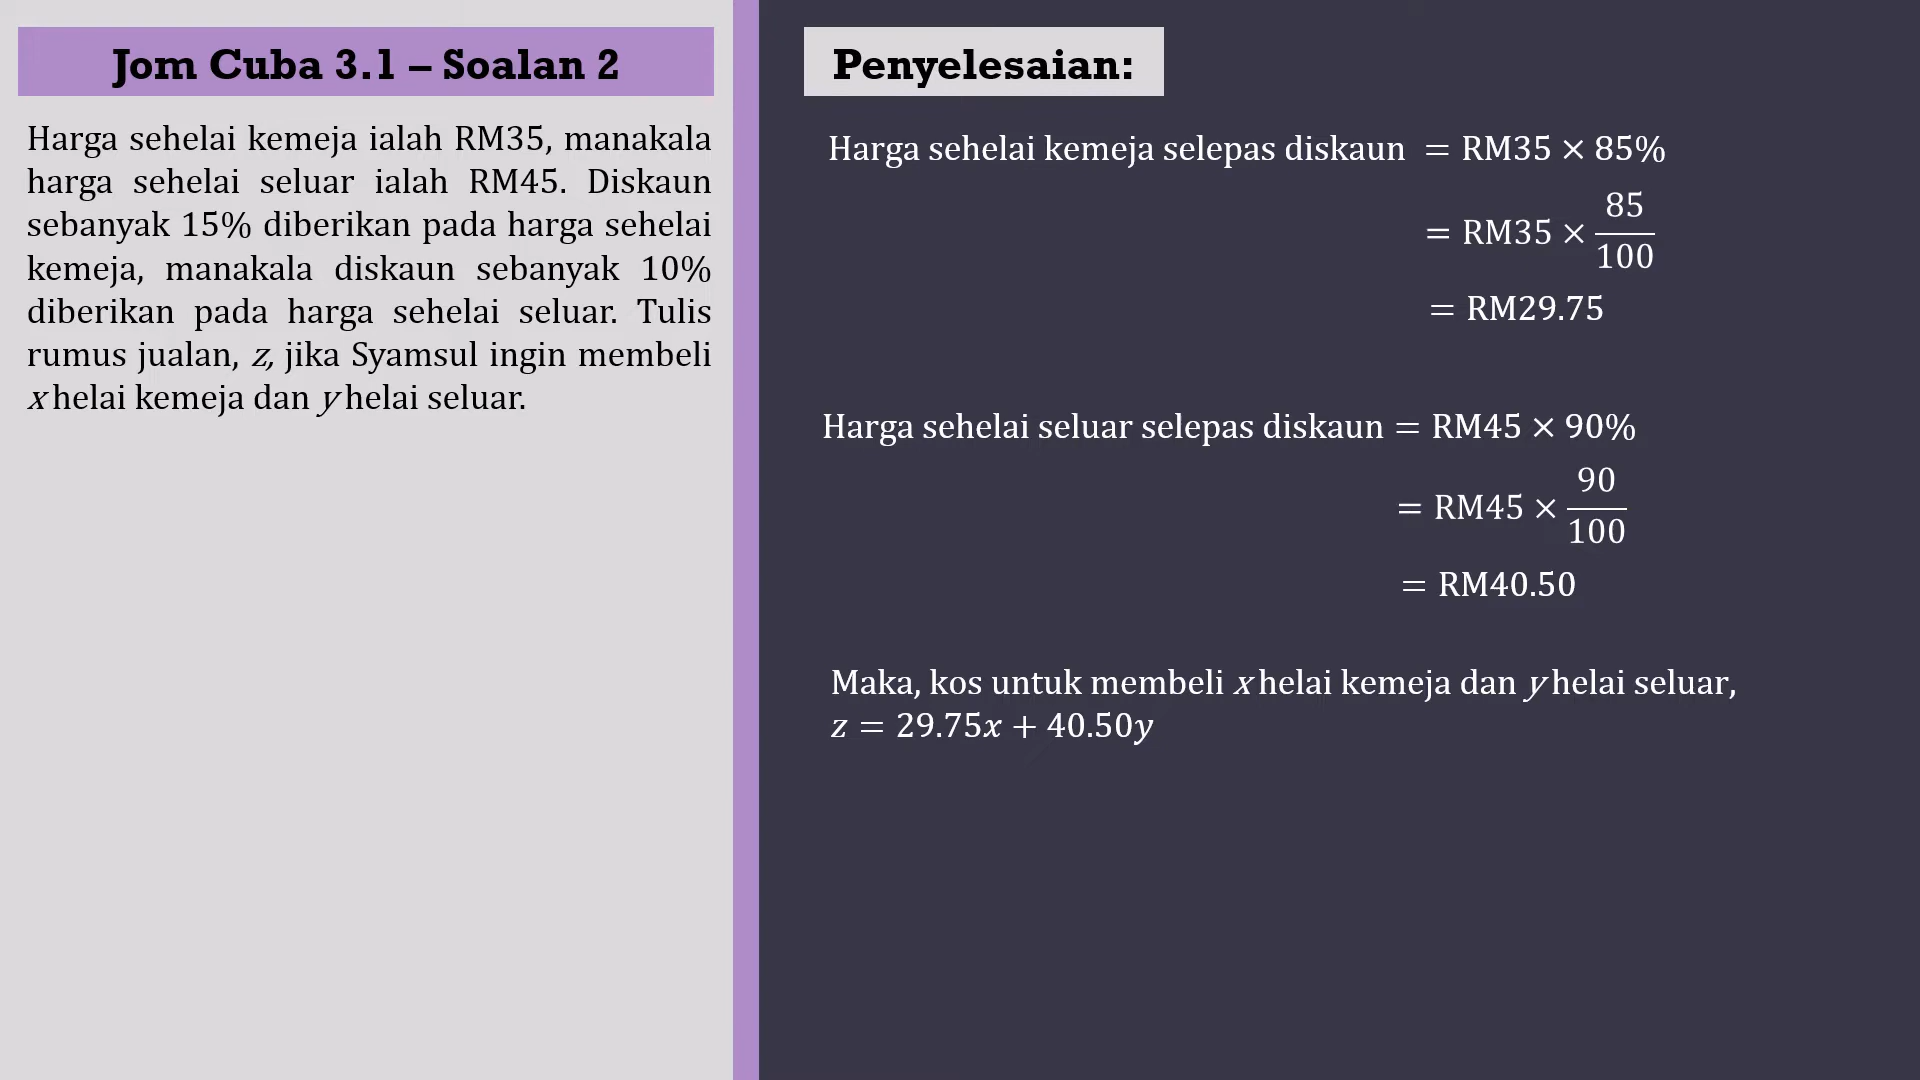 Jom Cuba 3.1 – Soalan 2
Harga sehelai kemeja ialah RM35, manakala
harga sehelai seluar ialah RM45. Diskaun
sebanyak 15% diberikan pada harga sehelai
kemeja, manakala diskaun sebanyak 10%
diberikan pada harga sehelai seluar. Tulis
rumus jualan, z, jika Syamsul ingin membeli
x helai kemeja dan y helai seluar.
Penyelesaian:
Harga sehelai kemeja selepas diskaun = RM35 × 85%
= RM35 × 85/100
= RM29.75
Harga sehelai seluar selepas diskaun = RM45 × 90%
= RM45 × 90/100
= RM40.50
Maka, kos untuk membeli x helai kemeja dan y helai seluar,
z = 29.75x + 40.50y